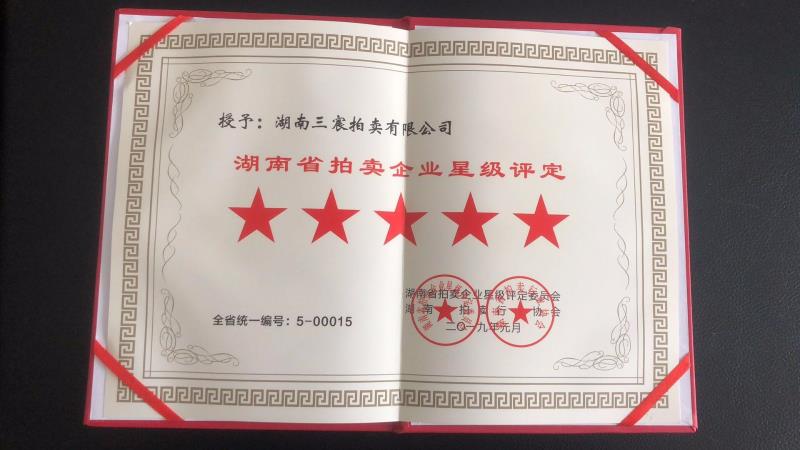 授予：湖南三宸拍卖有限公司
湖南省拍卖企业星级评定
湖南省拍卖企业星级评定委员会
湖南省拍卖行业协会
全省统一编号：5-00015
二〇一九年元月